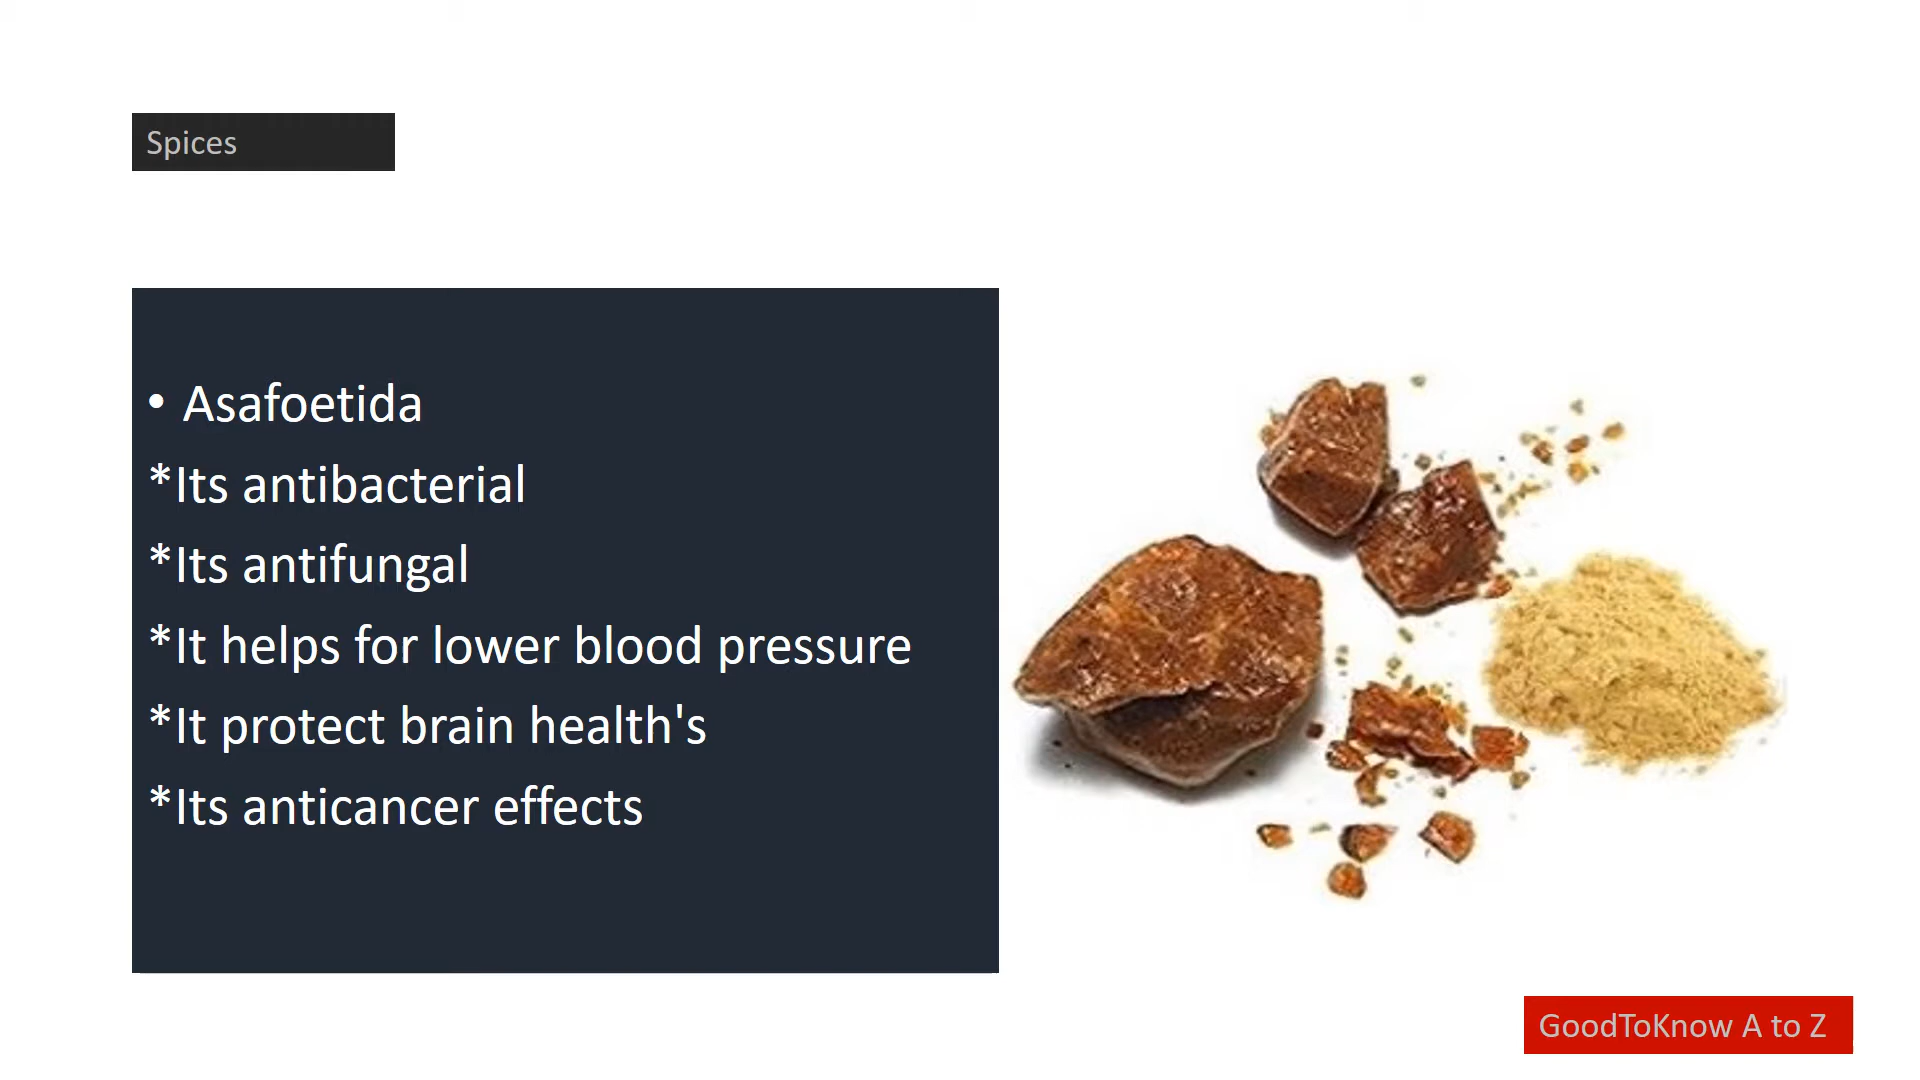 Spices
• Asafoetida
*Its antibacterial
*Its antifungal
*It helps for lower blood pressure
*It protect brain health's
*Its anticancer effects
GoodToKnow A to Z